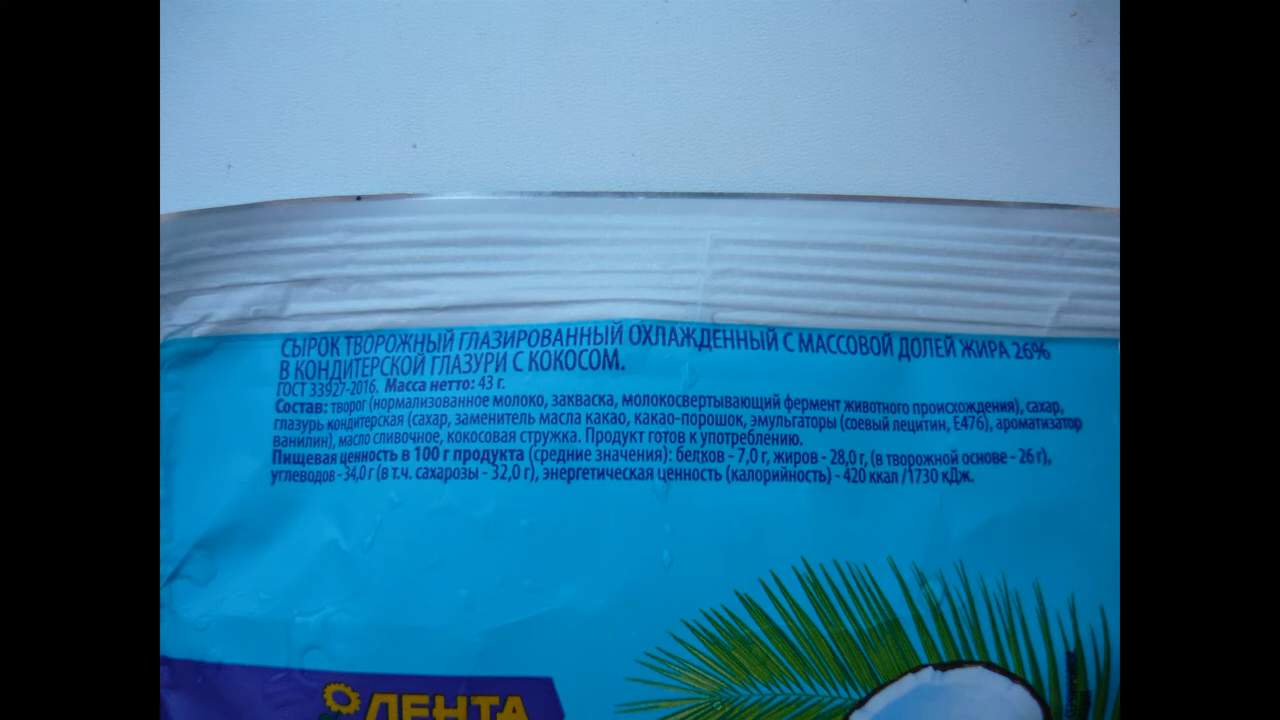 СЫРОК ТВОРОЖНЫЙ ГЛАЗИРОВАННЫЙ ОХЛАЖДЕННЫЙ С МАССОВОЙ ДОЛЕЙ ЖИРА 26%
В КОНДИТЕРСКОЙ ГЛАЗУРИ С КОКОСОМ.
ГОСТ 33927-2016. Масса нетто: 43 г.
Состав: творог (нормализованное молоко, закваска, молокосвертывающий фермент животного происхождения), сахар,
глазурь кондитерская (сахар, заменитель масла какао, какао-порошок, эмульгаторы (соевый лецитин, Е476), ароматизатор
ванилин), масло сливочное, кокосовая стружка. Продукт готов к употреблению.
Пищевая ценность в 100 г продукта (средние значения): белков - 7,0 г, жиров - 28,0 г, (в творожной основе - 26 г),
углеводов - 34,0 г (в т.ч. сахарозы - 32,0 г), энергетическая ценность (калорийность) - 420 ккал /1730 кДж.
ЛЕНТА